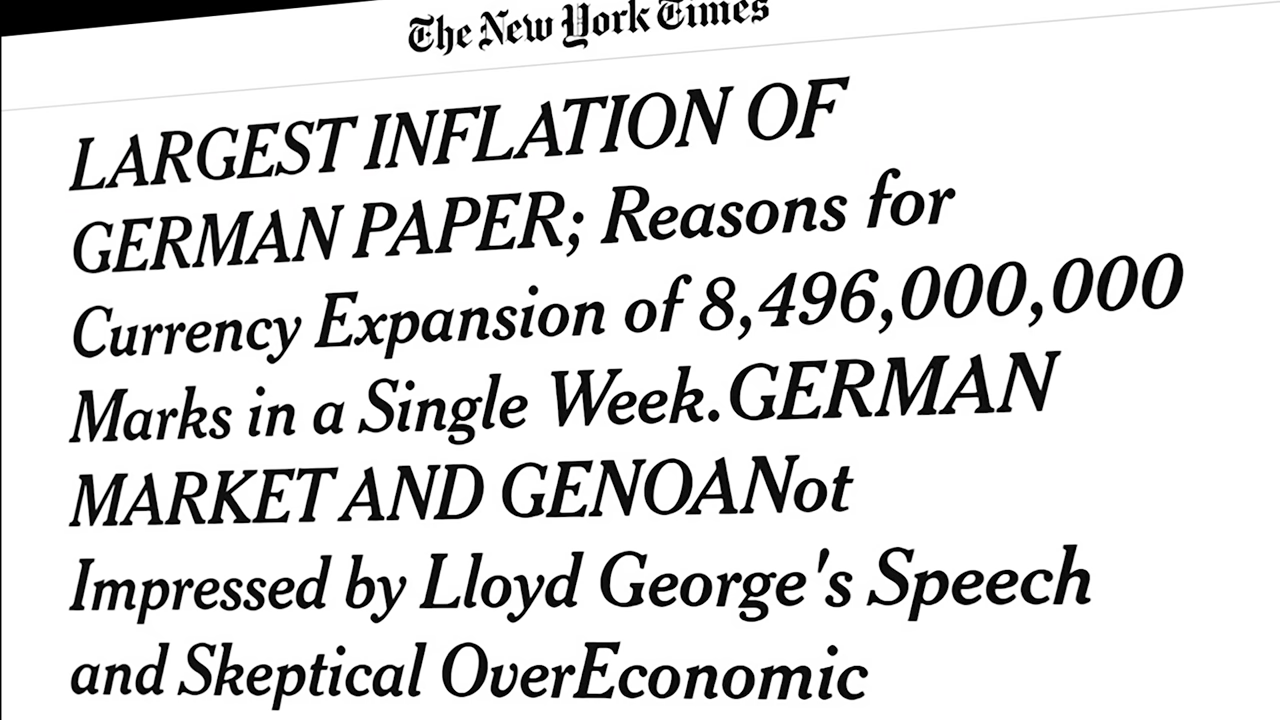 The New York Times
LARGEST INFLATION OF
GERMAN PAPER; Reasons for
Currency Expansion of 8,496,000,000
Marks in a Single Week.GERMAN
MARKET AND GENOANot
Impressed by Lloyd George's Speech
and Skeptical OverEconomic